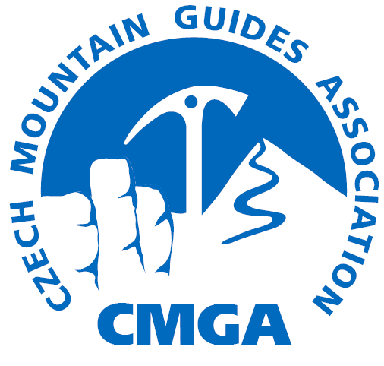 CZECH MOUNTAIN GUIDES ASSOCIATION
CMGA